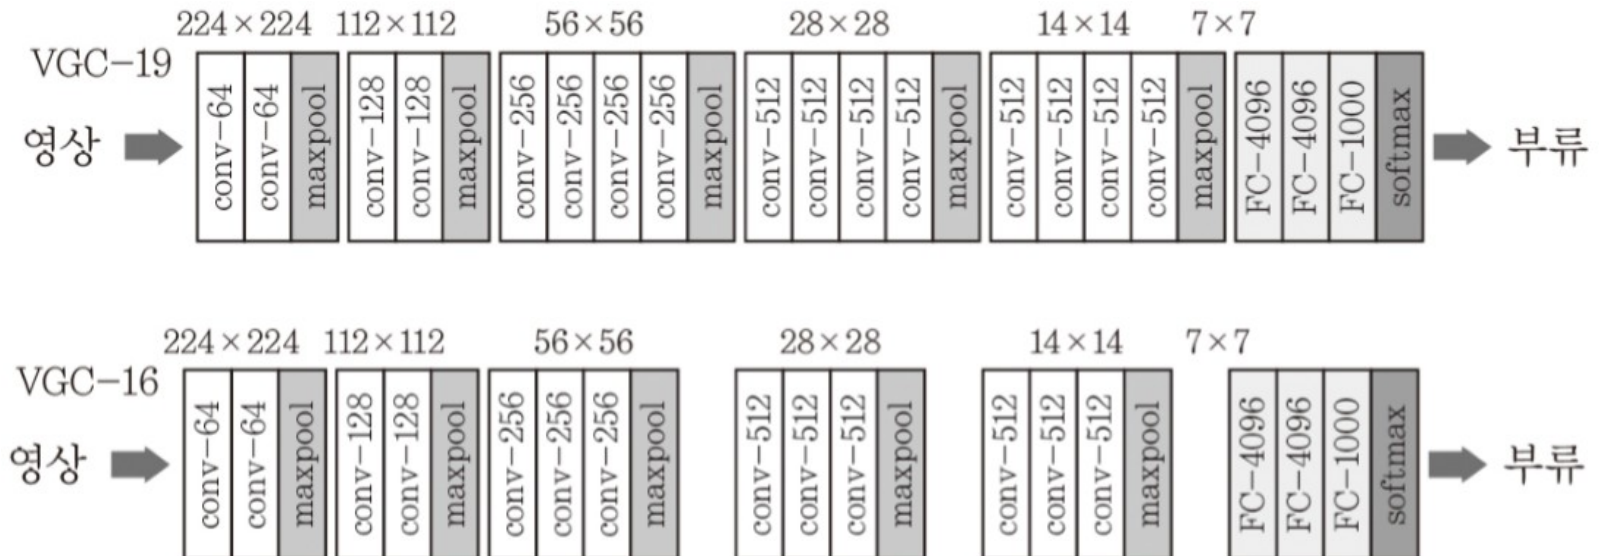 224×224 112×112 56×56 28×28 14×14 7×7
VGC-19
영상
conv-64 conv-64 maxpool conv-128 conv-128 maxpool conv-256 conv-256 conv-256 conv-256 maxpool conv-512 conv-512 conv-512 conv-512 maxpool conv-512 conv-512 conv-512 conv-512 maxpool FC-4096 FC-4096 FC-1000 softmax
부류
224×224 112×112 56×56 28×28 14×14 7×7
VGC-16
영상
conv-64 conv-64 maxpool conv-128 conv-128 maxpool conv-256 conv-256 conv-256 maxpool conv-512 conv-512 conv-512 maxpool conv-512 conv-512 conv-512 maxpool FC-4096 FC-4096 FC-1000 softmax
부류